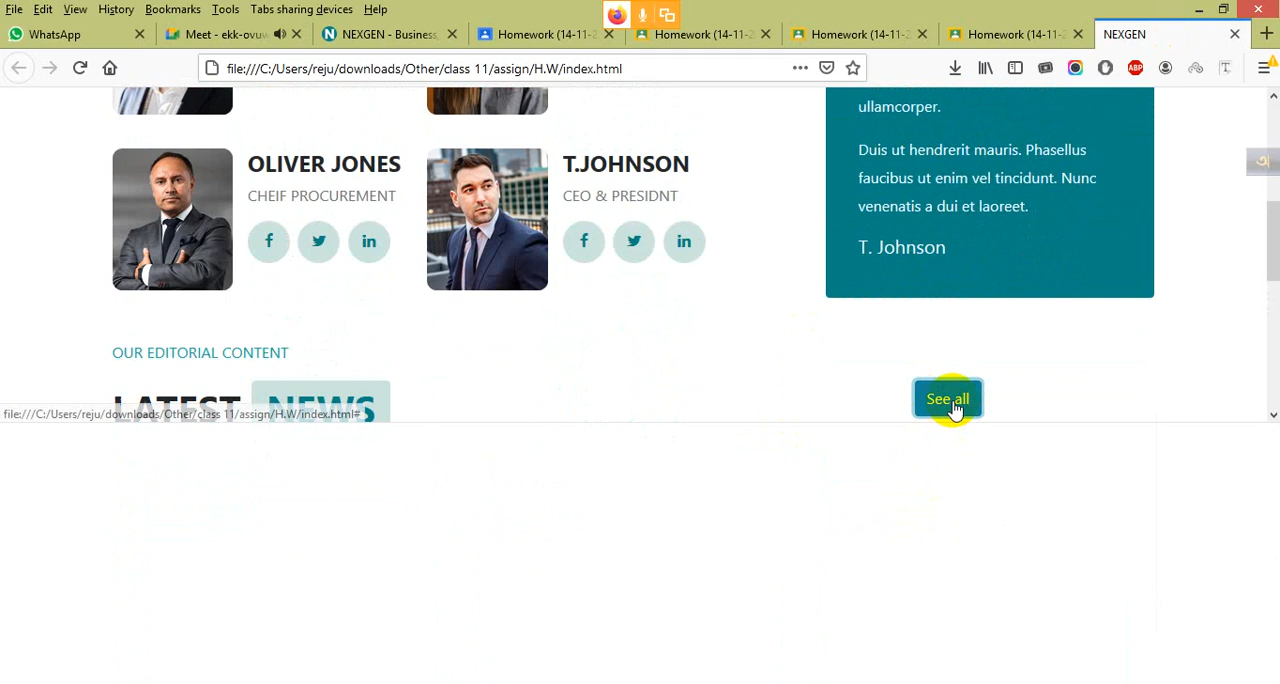 File Edit View History Bookmarks Tools Tabs sharing devices Help
WhatsApp
Meet - ekk-ovuw
NEXGEN - Business,
Homework (14-11-2
Homework (14-11-2
Homework (14-11-2
Homework (14-11-2
NEXGEN
file:///C:/Users/reju/downloads/Other/class 11/assign/H.W/index.html
ABP
ullamcorper.
Duis ut hendrerit mauris. Phasellus
faucibus ut enim vel tincidunt. Nunc
venenatis a dui et laoreet.
T. Johnson
OLIVER JONES
CHEIF PROCUREMENT
T.JOHNSON
CEO & PRESIDNT
OUR EDITORIAL CONTENT
LATEST NEWS
See all
file:///C:/Users/reju/downloads/Other/class 11/assign/H.W/index.html#